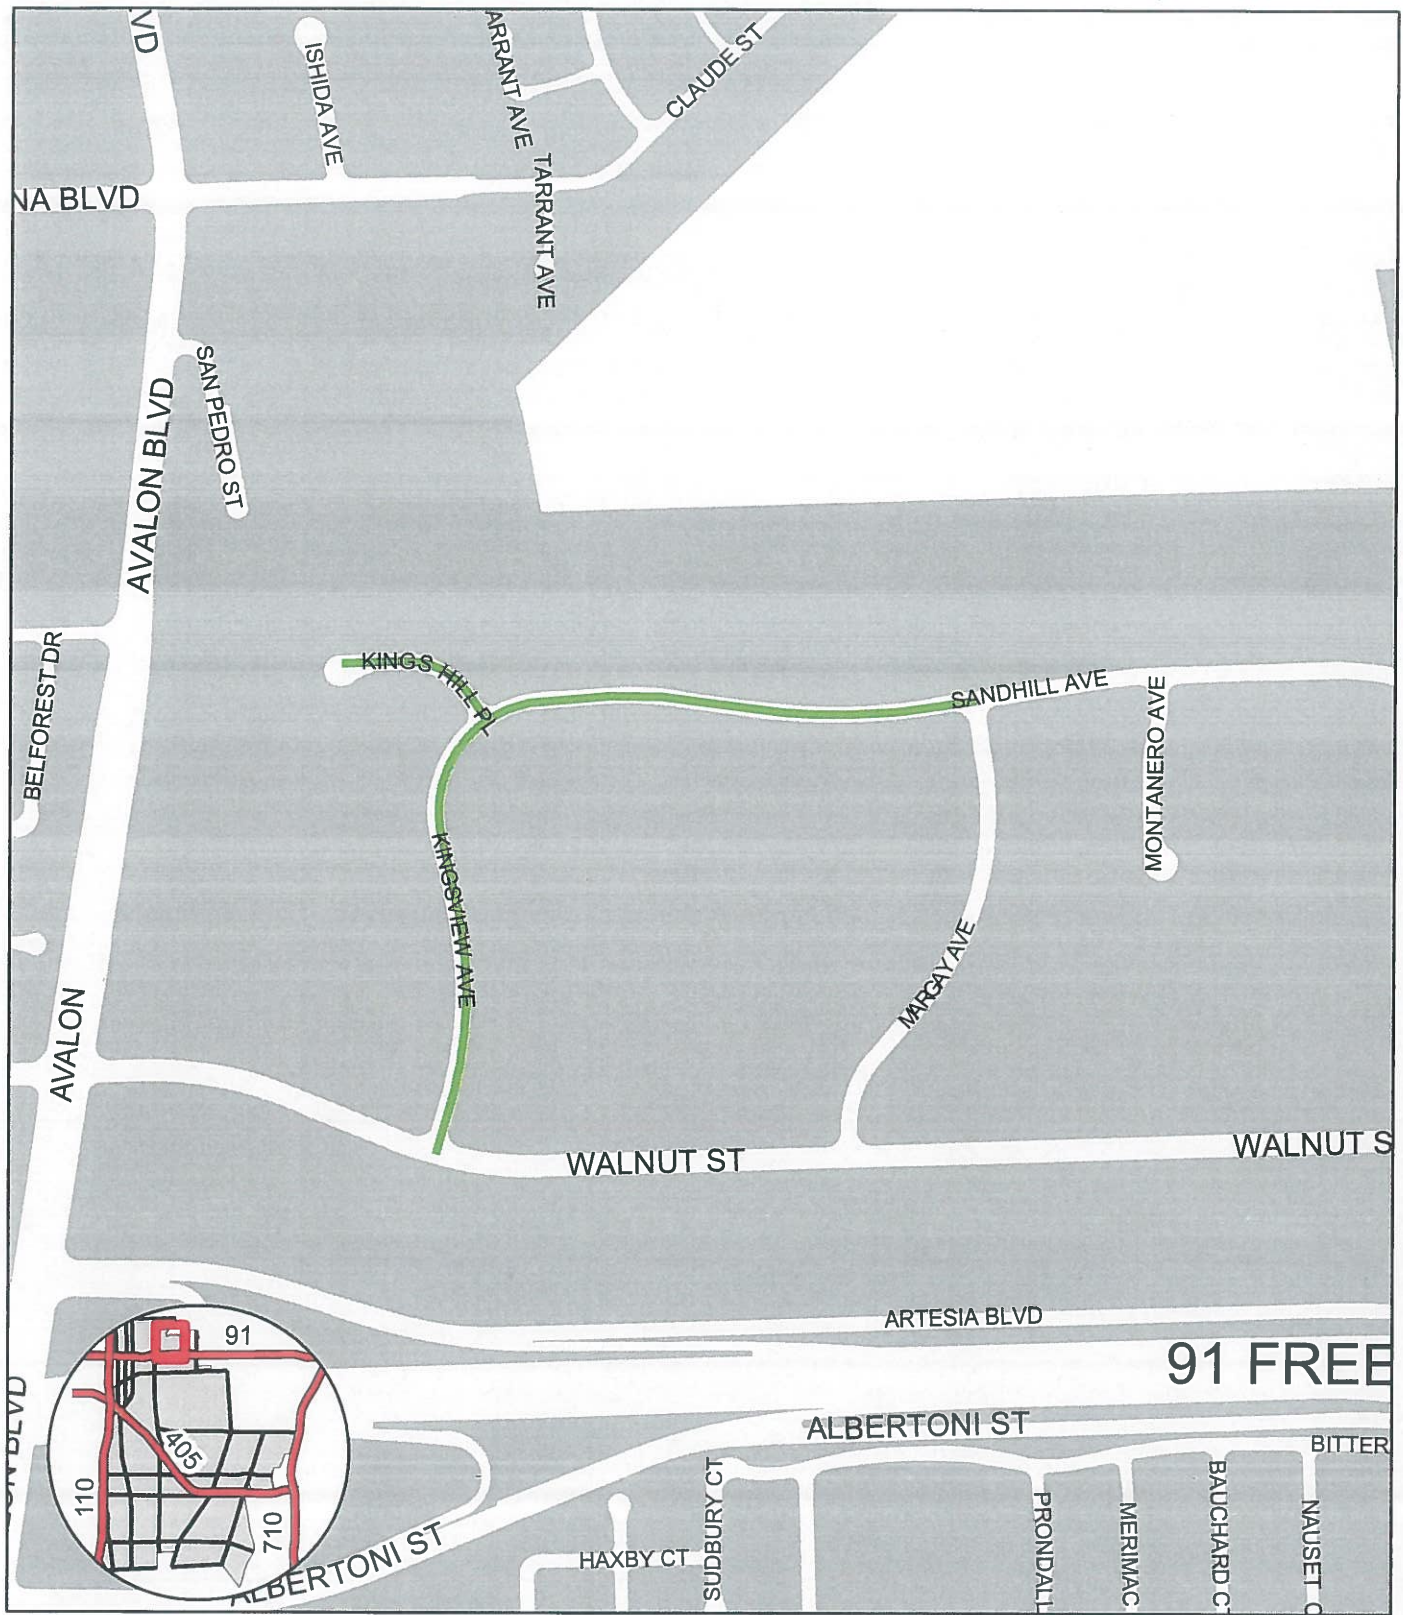 VD
ISHIDA AVE
ARRANT AVE
CLAUDE ST
TARRANT AVE
NA BLVD
SAN PEDRO ST
AVALON BLVD
BELFOREST DR
KINGS HILL PL
SANDHILL AVE
MONTANERO AVE
KINGSVIEW AVE
MARGAY AVE
AVALON
WALNUT ST
WALNUT S
ARTESIA BLVD
91 FREE
ALBERTONI ST
BITTER
91
405
110
710
ALBERTONI ST
HAXBY CT
SUDBURY CT
PRONDALL
MERIMAC
BAUCHARD CT
NAUSET C
ON BLVD